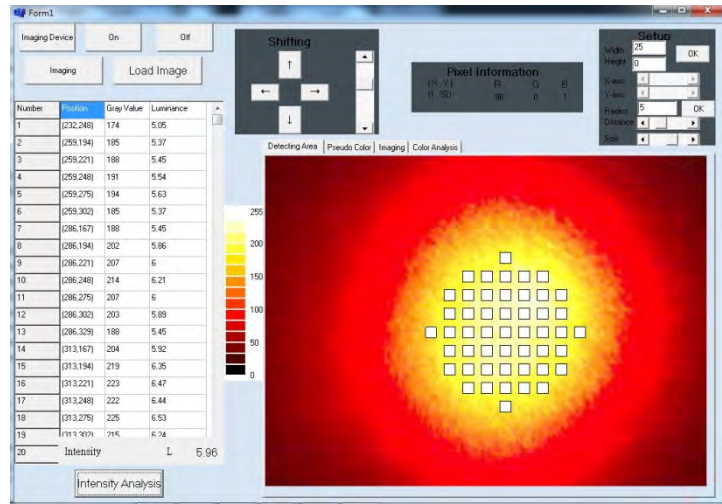 Form1
Imaging Device On Off
Imaging Load Image
Shifting
↑
← →
↓
Pixel Information
(X,Y) R G B
Setup
Width 25 OK
Height 0
X-axis
Y-axis
Radius 5 OK
Distance
Size
Number Position Gray Value Luminance
1 (232,248) 174 5.05
2 (259,194) 185 5.37
3 (259,221) 188 5.45
4 (259,248) 191 5.54
5 (259,275) 194 5.63
6 (259,302) 185 5.37
7 (286,167) 188 5.45
8 (286,194) 202 5.86
9 (286,221) 207 6
10 (286,248) 214 6.21
11 (286,275) 207 6
12 (286,302) 203 5.89
13 (286,329) 188 5.45
14 (313,167) 204 5.92
15 (313,194) 219 6.35
16 (313,221) 223 6.47
17 (313,248) 222 6.44
18 (313,275) 225 6.53
19 (313,302) 215 6.24
20 Intensity L 5.96
Intensity Analysis
Detecting Area Pseudo Color Imaging Color Analysis
255
200
150
100
50
0